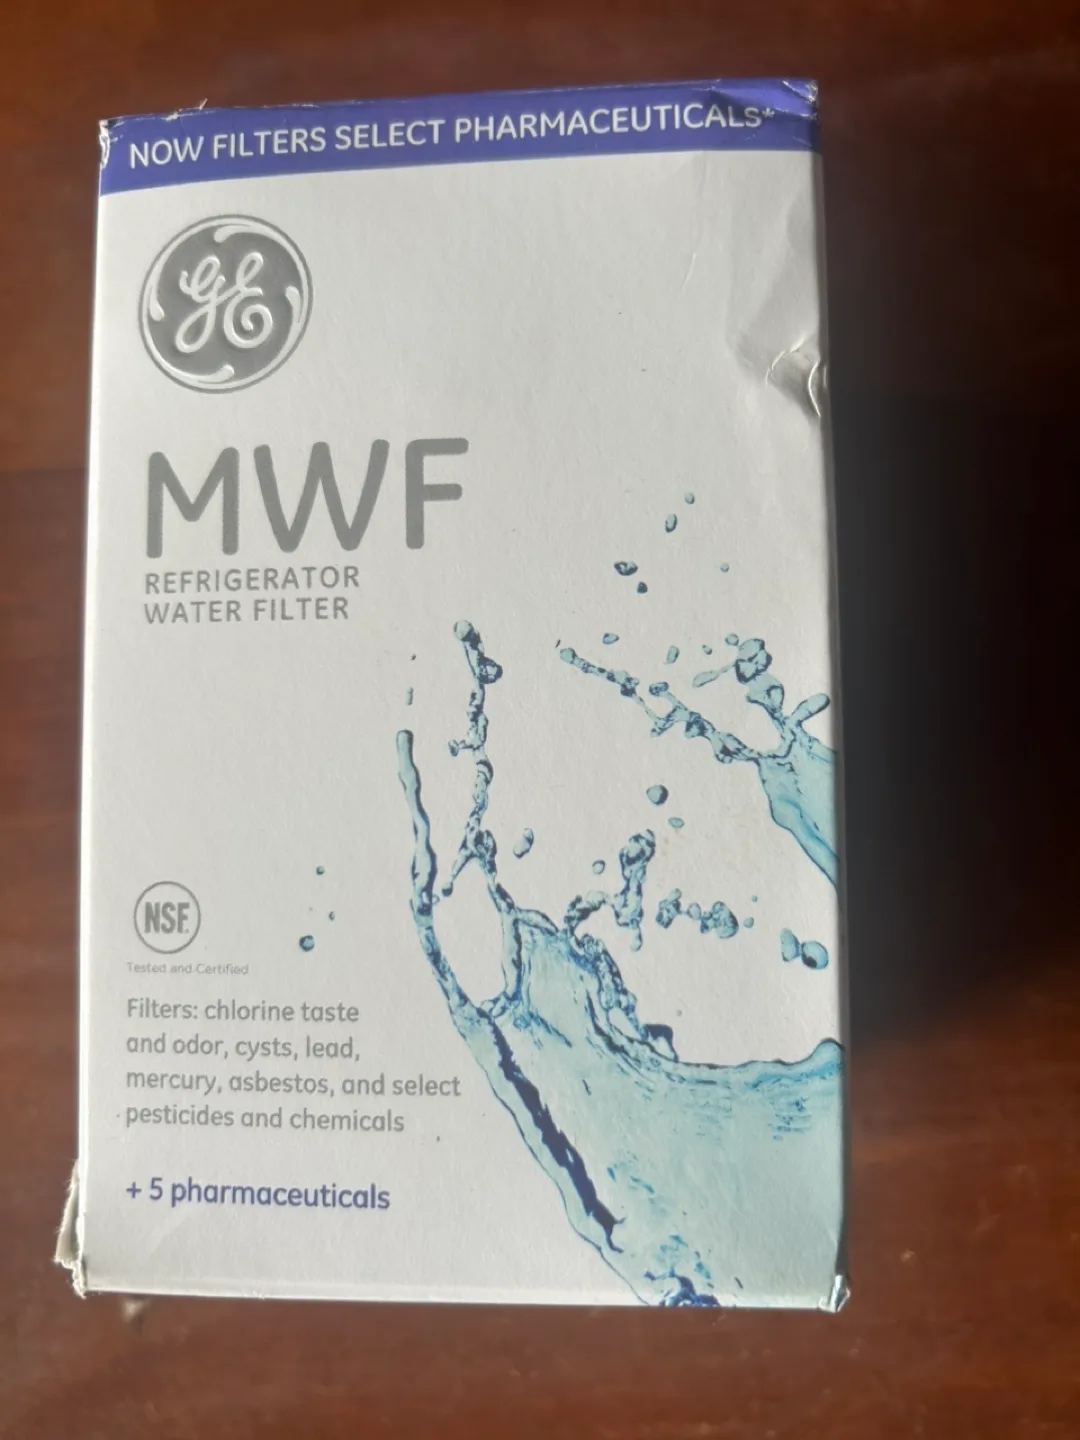 NOW FILTERS SELECT PHARMACEUTICALS*
GE
MWF
REFRIGERATOR
WATER FILTER
NSF
Tested and Certified
Filters: chlorine taste
and odor, cysts, lead,
mercury, asbestos, and select
pesticides and chemicals
+ 5 pharmaceuticals